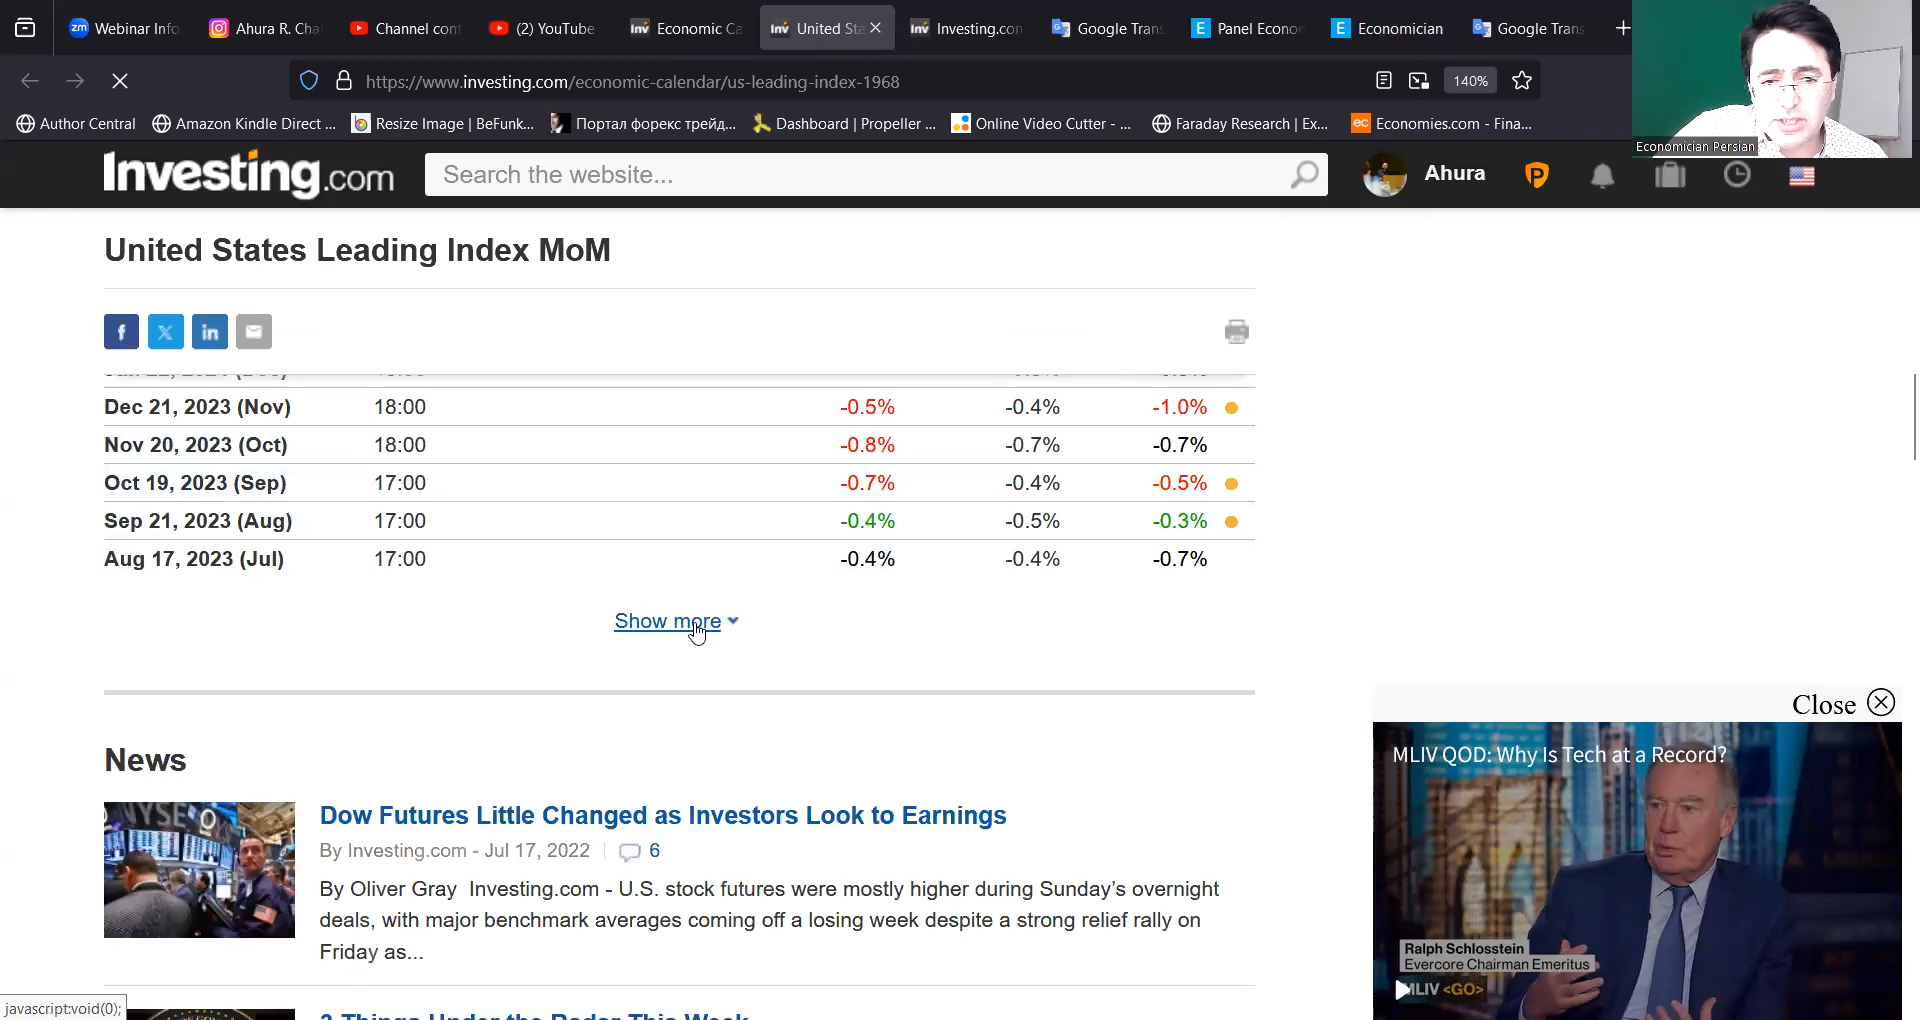 Webinar Info
Ahura R. Cha
Channel cont
(2) YouTube
Economic Ca
United Sta
Investing.con
Google Trans
Panel Econo
Economician
Google Trans
https://www.investing.com/economic-calendar/us-leading-index-1968
140%
Author Central
Amazon Kindle Direct ...
Resize Image | BeFunk...
Портал форекс трейд...
Dashboard | Propeller ...
Online Video Cutter - ...
Faraday Research | Ex...
Economies.com - Fina...
Economician Persian
Investing.com
Search the website...
Ahura
United States Leading Index MoM
Dec 21, 2023 (Nov) 18:00 -0.5% -0.4% -1.0%
Nov 20, 2023 (Oct) 18:00 -0.8% -0.7% -0.7%
Oct 19, 2023 (Sep) 17:00 -0.7% -0.4% -0.5%
Sep 21, 2023 (Aug) 17:00 -0.4% -0.5% -0.3%
Aug 17, 2023 (Jul) 17:00 -0.4% -0.4% -0.7%
Show more
Close
MLIV QOD: Why Is Tech at a Record?
News
Dow Futures Little Changed as Investors Look to Earnings
By Investing.com - Jul 17, 2022 6
By Oliver Gray Investing.com - U.S. stock futures were mostly higher during Sunday's overnight
deals, with major benchmark averages coming off a losing week despite a strong relief rally on
Friday as...
Ralph Schlosstein
Evercore Chairman Emeritus
MLIV <GO>
javascript:void(0);
3 Things Under the Radar This Week